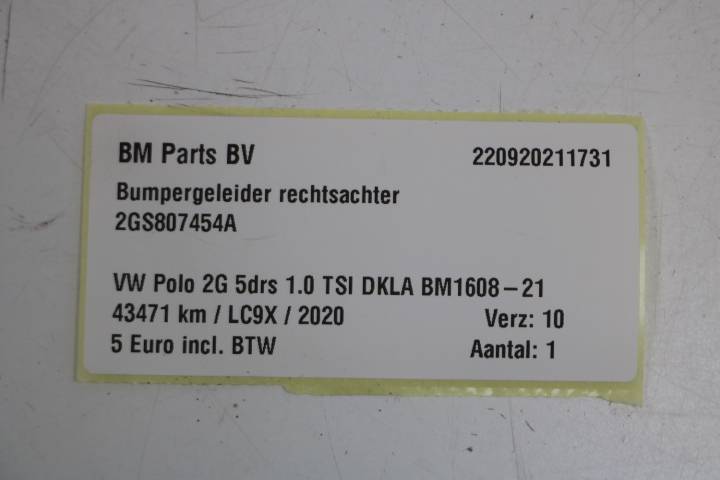 BM Parts BV 220920211731
Bumpergeleider rechtsachter
2GS807454A
VW Polo 2G 5drs 1.0 TSI DKLA BM1608-21
43471 km / LC9X / 2020 Verz: 10
5 Euro incl. BTW Aantal: 1